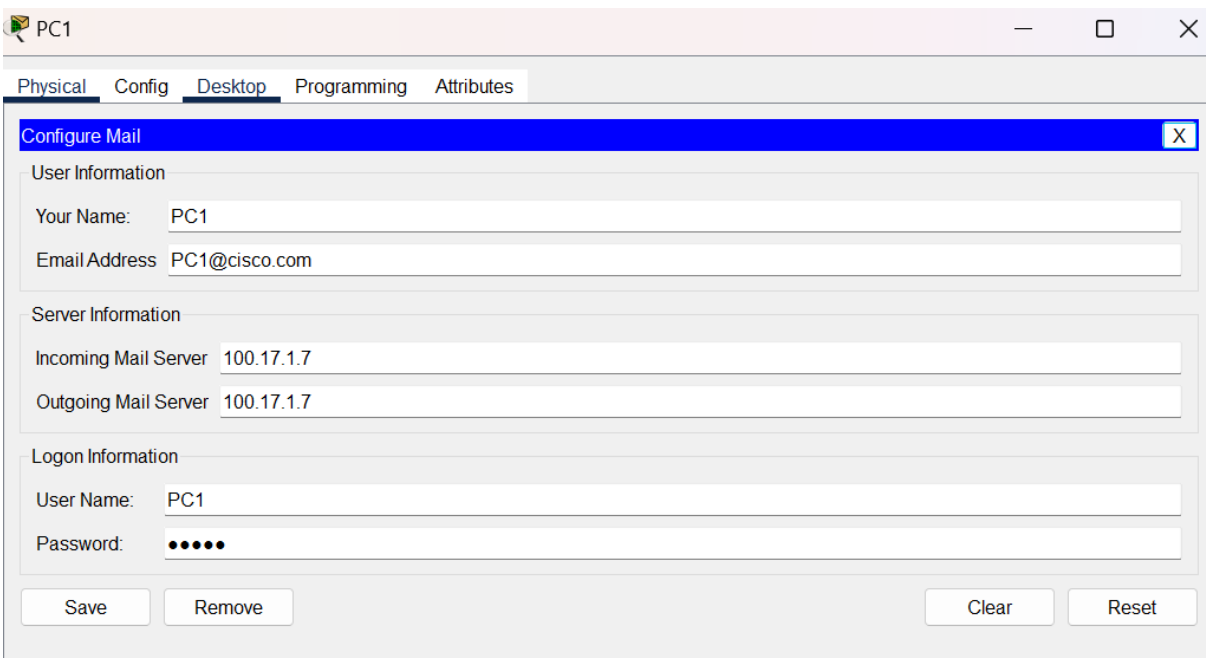 PC1
Physical Config Desktop Programming Attributes
Configure Mail X
User Information
Your Name: PC1
Email Address PC1@cisco.com
Server Information
Incoming Mail Server 100.17.1.7
Outgoing Mail Server 100.17.1.7
Logon Information
User Name: PC1
Password: •••••
Save Remove Clear Reset